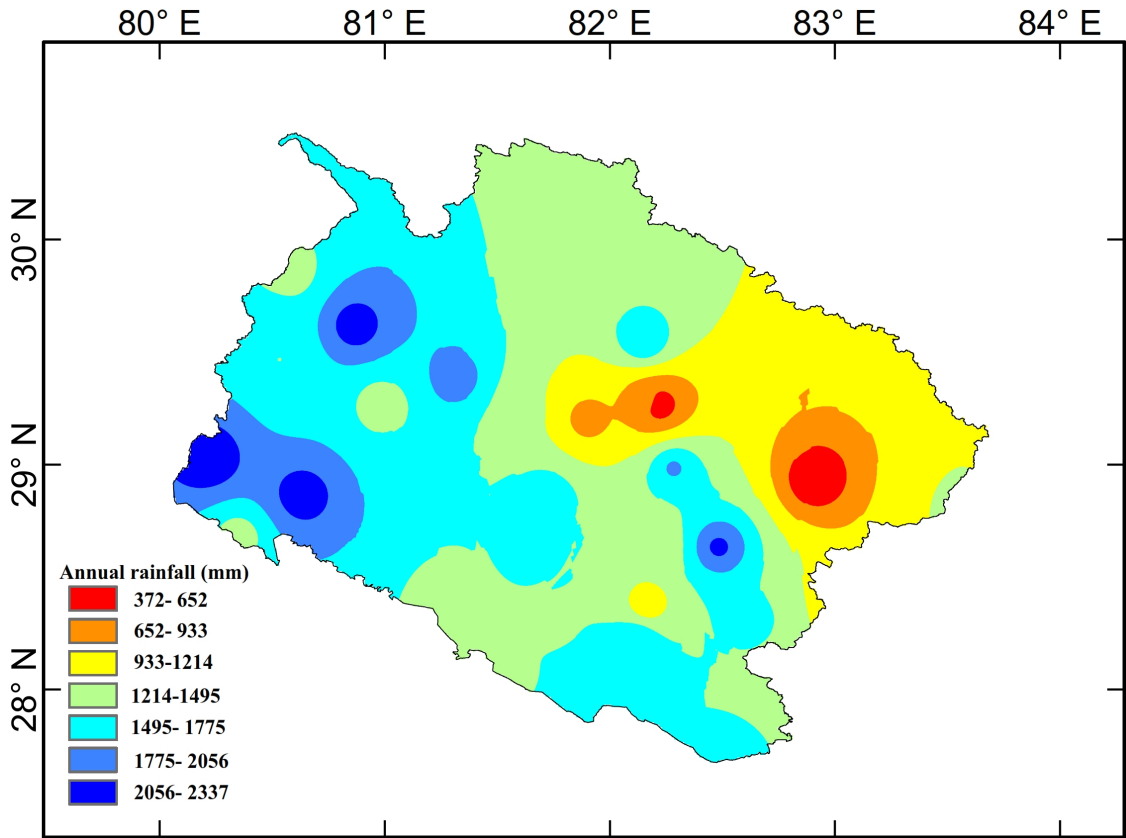 80° E 81° E 82° E 83° E 84° E
30° N
29° N
28° N
Annual rainfall (mm)
372- 652
652- 933
933-1214
1214-1495
1495- 1775
1775- 2056
2056- 2337